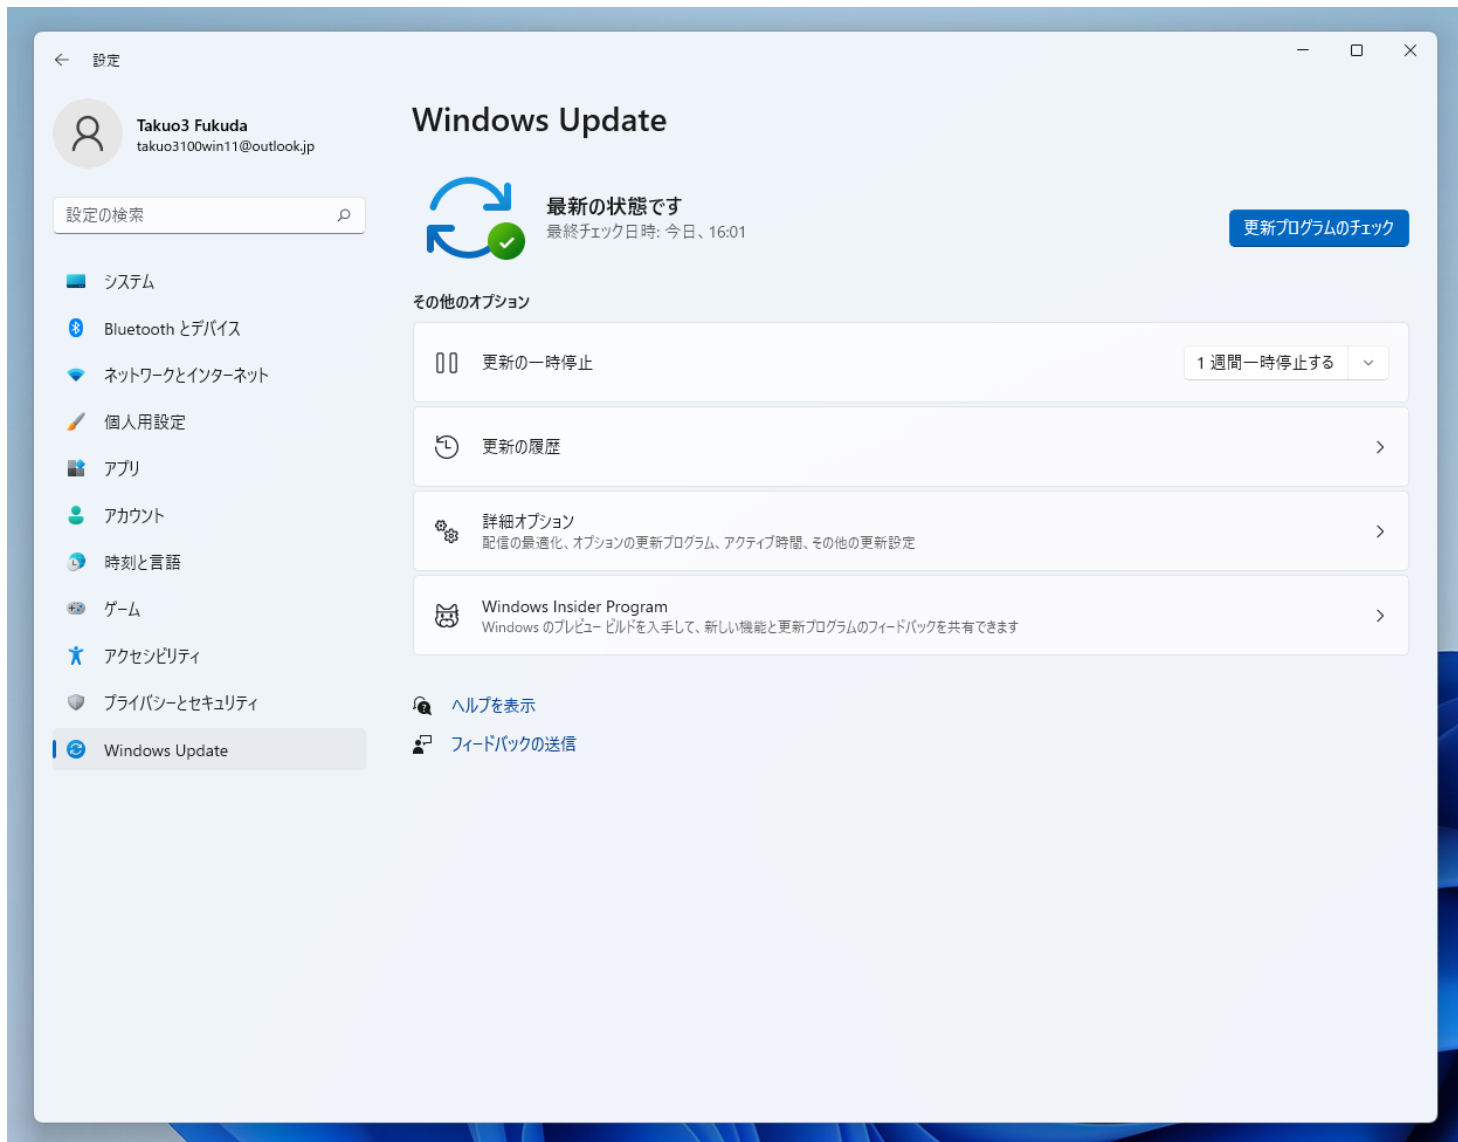 設定
Takuo3 Fukuda
takuo3100win11@outlook.jp
設定の検索
システム
Bluetooth とデバイス
ネットワークとインターネット
個人用設定
アプリ
アカウント
時刻と言語
ゲーム
アクセシビリティ
プライバシーとセキュリティ
Windows Update
Windows Update
最新の状態です
最終チェック日時: 今日、16:01
更新プログラムのチェック
その他のオプション
更新の一時停止
1 週間一時停止する
更新の履歴
詳細オプション
配信の最適化、オプションの更新プログラム、アクティブ時間、その他の更新設定
Windows Insider Program
Windows のプレビュー ビルドを入手して、新しい機能と更新プログラムのフィードバックを共有できます
ヘルプを表示
フィードバックの送信